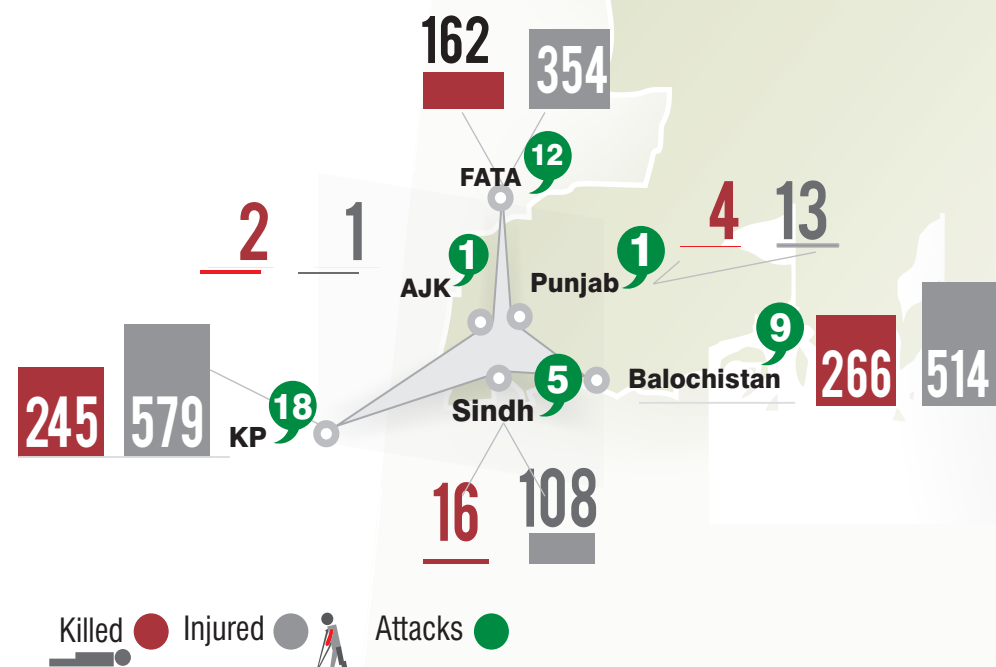 162
354
12
FATA
2
1
4
13
1
AJK
1
Punjab
9
Balochistan
266
514
245
579
18
KP
5
Sindh
16
108
Killed
Injured
Attacks